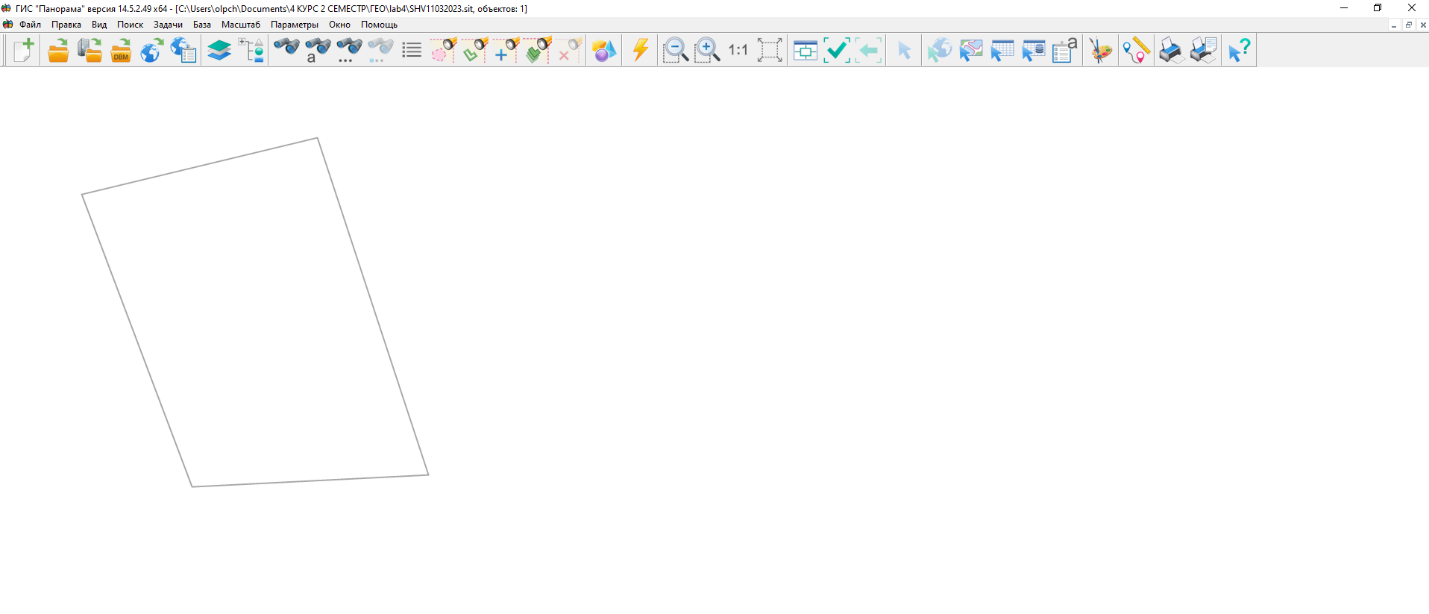 ГИС "Панорама" версия 14.5.2.49 x64 - [C:\Users\olpch\Documents\4 КУРС 2 СЕМЕСТР\ГЕО\lab4\SHV11032023.sit, объектов: 1]
Файл Правка Вид Поиск Задачи База Масштаб Параметры Окно Помощь
DBM a 1:1 a